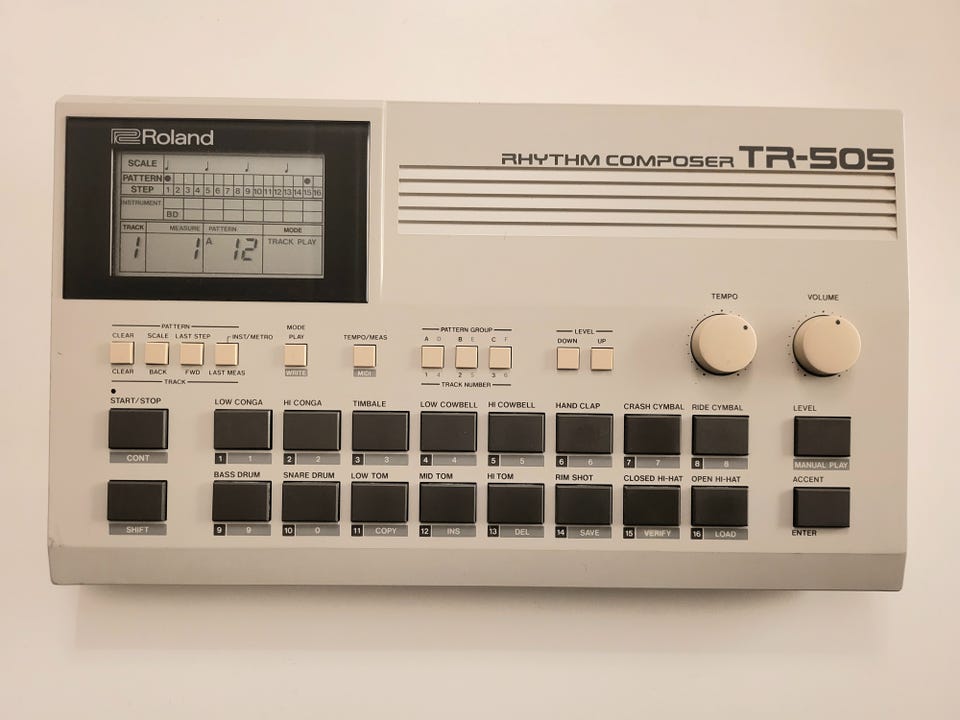 Roland
RHYTHM COMPOSER TR-505
SCALE
PATTERN
STEP 1 2 3 4 5 6 7 8 9 10 11 12 13 14 15 16
INSTRUMENT
BD
TRACK MEASURE PATTERN MODE
1 1 A 12 TRACK PLAY
TEMPO VOLUME
PATTERN
CLEAR SCALE LAST STEP INST/METRO
CLEAR BACK FWD LAST MEAS
TRACK
MODE
PLAY
WRITE
TEMPO/MEAS
MIDI
PATTERN GROUP
A D B E C F
1 4 2 5 3 6
TRACK NUMBER
LEVEL
DOWN UP
START/STOP LOW CONGA HI CONGA TIMBALE LOW COWBELL HI COWBELL HAND CLAP CRASH CYMBAL RIDE CYMBAL LEVEL
CONT 1 1 2 2 3 3 4 4 5 5 6 6 7 7 8 8 MANUAL PLAY
BASS DRUM SNARE DRUM LOW TOM MID TOM HI TOM RIM SHOT CLOSED HI-HAT OPEN HI-HAT ACCENT
SHIFT 9 9 10 0 11 COPY 12 INS 13 DEL 14 SAVE 15 VERIFY 16 LOAD ENTER